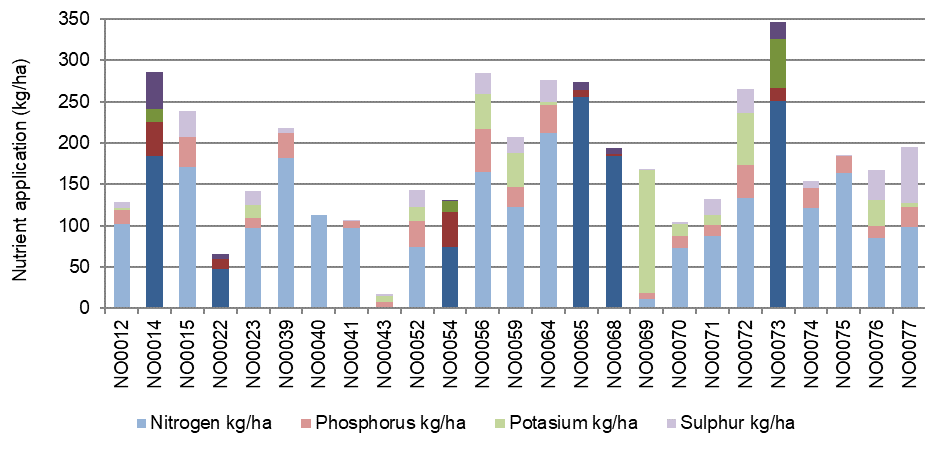 Nutrient application (kg/ha)
350
300
250
200
150
100
50
0
NO0012
NO0014
NO0015
NO0022
NO0023
NO0039
NO0040
NO0041
NO0043
NO0052
NO0054
NO0056
NO0059
NO0064
NO0065
NO0068
NO0069
NO0070
NO0071
NO0072
NO0073
NO0074
NO0075
NO0076
NO0077
Nitrogen kg/ha Phosphorus kg/ha Potasium kg/ha Sulphur kg/ha